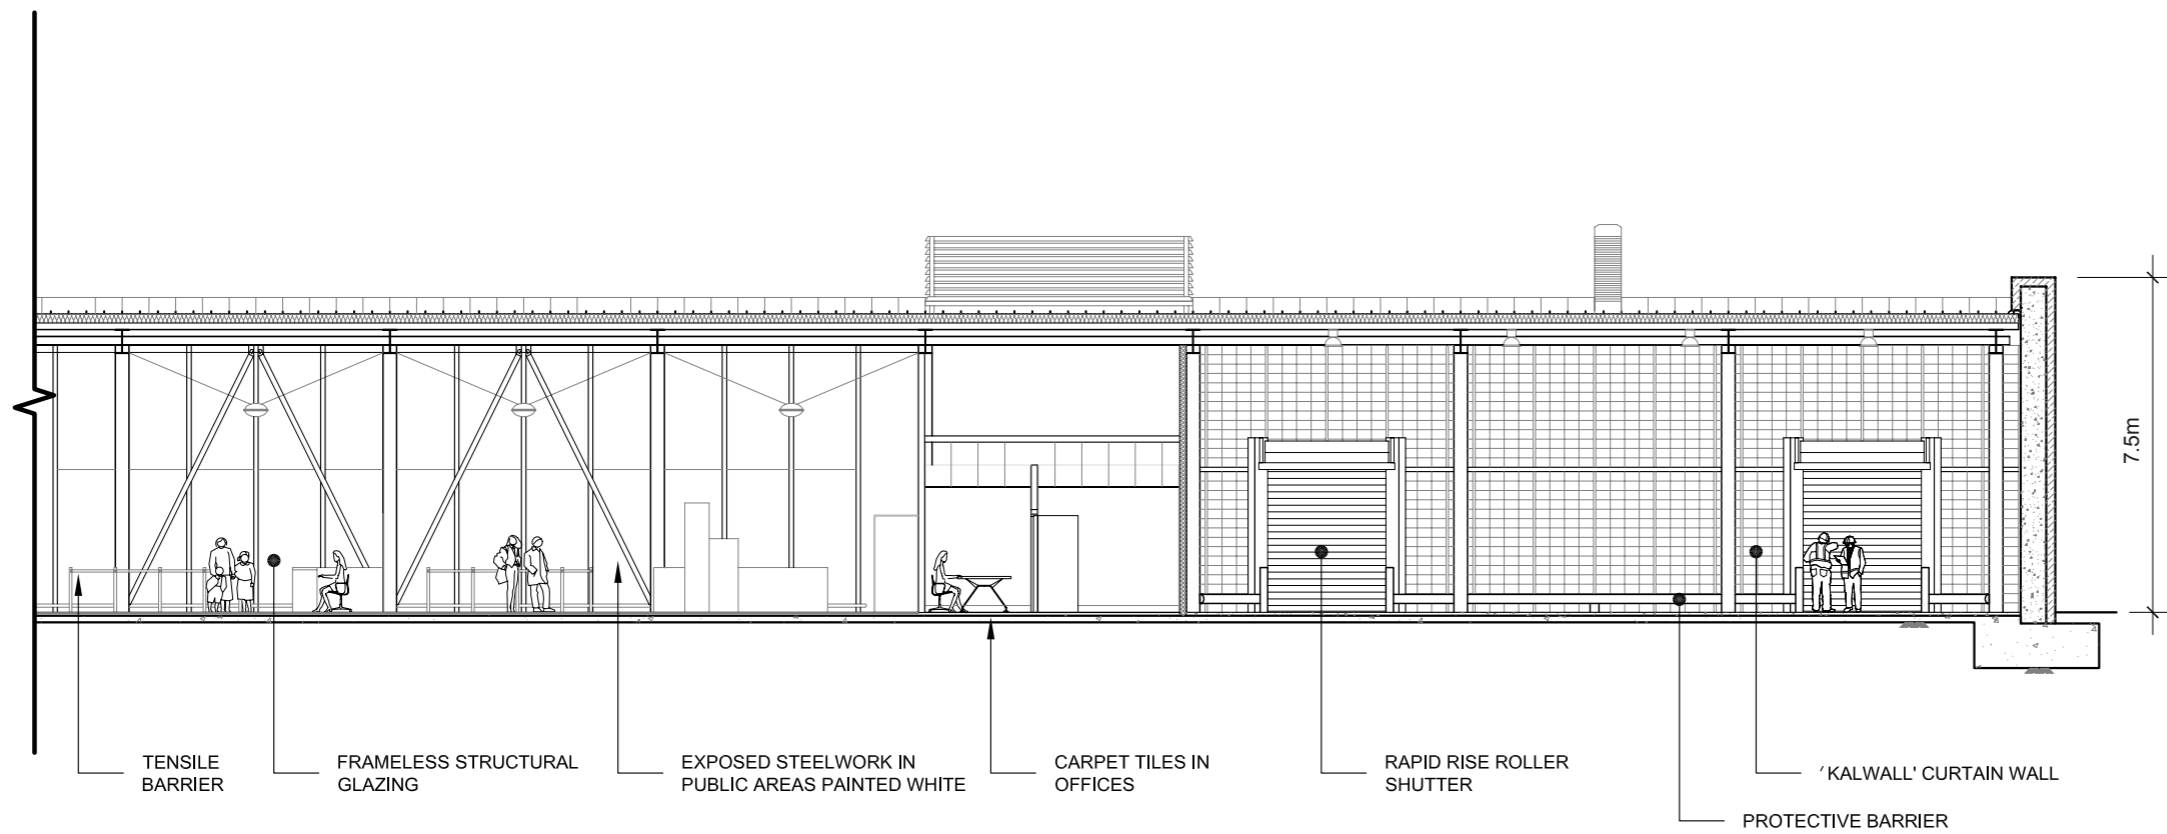 7.5m
TENSILE
BARRIER
FRAMELESS STRUCTURAL
GLAZING
EXPOSED STEELWORK IN
PUBLIC AREAS PAINTED WHITE
CARPET TILES IN
OFFICES
RAPID RISE ROLLER
SHUTTER
'KALWALL' CURTAIN WALL
PROTECTIVE BARRIER